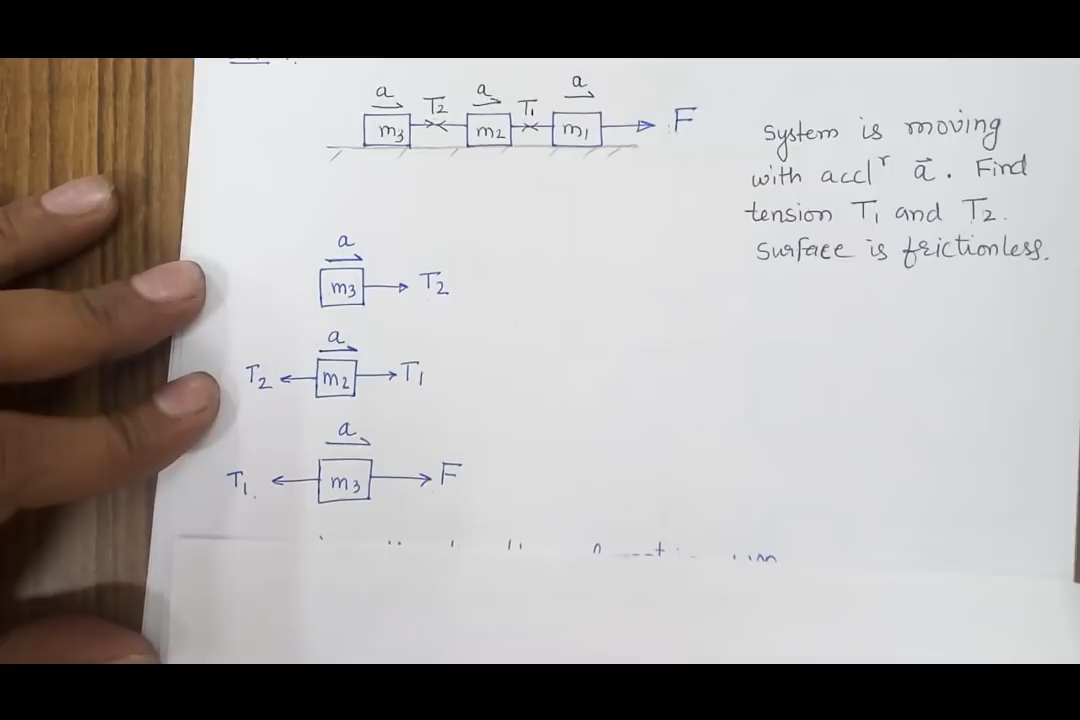 a T2 a T1 a
m3 m2 m1 F
System is moving
with acclʳ a⃗. Find
tension T1 and T2.
Surface is frictionless.
a
m3 T2
a
T2 m2 T1
a
T1 m3 F